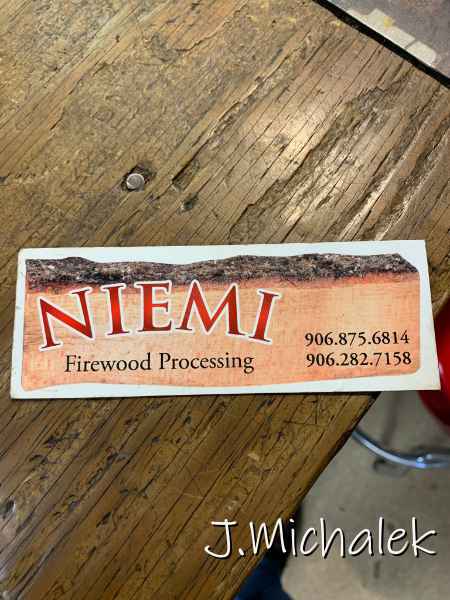 NIEMI
Firewood Processing
906.875.6814
906.282.7158
J.Michalek